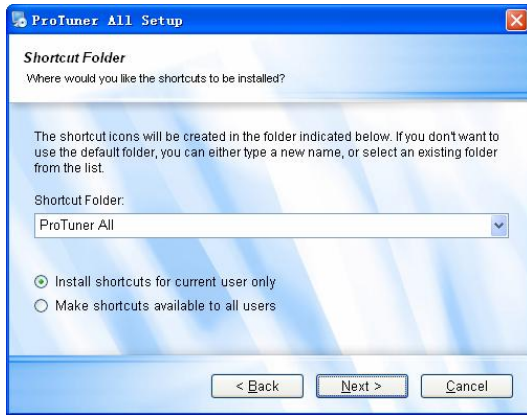 ProTuner All Setup
Shortcut Folder
Where would you like the shortcuts to be installed?
The shortcut icons will be created in the folder indicated below. If you don't want to
use the default folder, you can either type a new name, or select an existing folder
from the list.
Shortcut Folder:
ProTuner All
Install shortcuts for current user only
Make shortcuts available to all users
< Back Next > Cancel